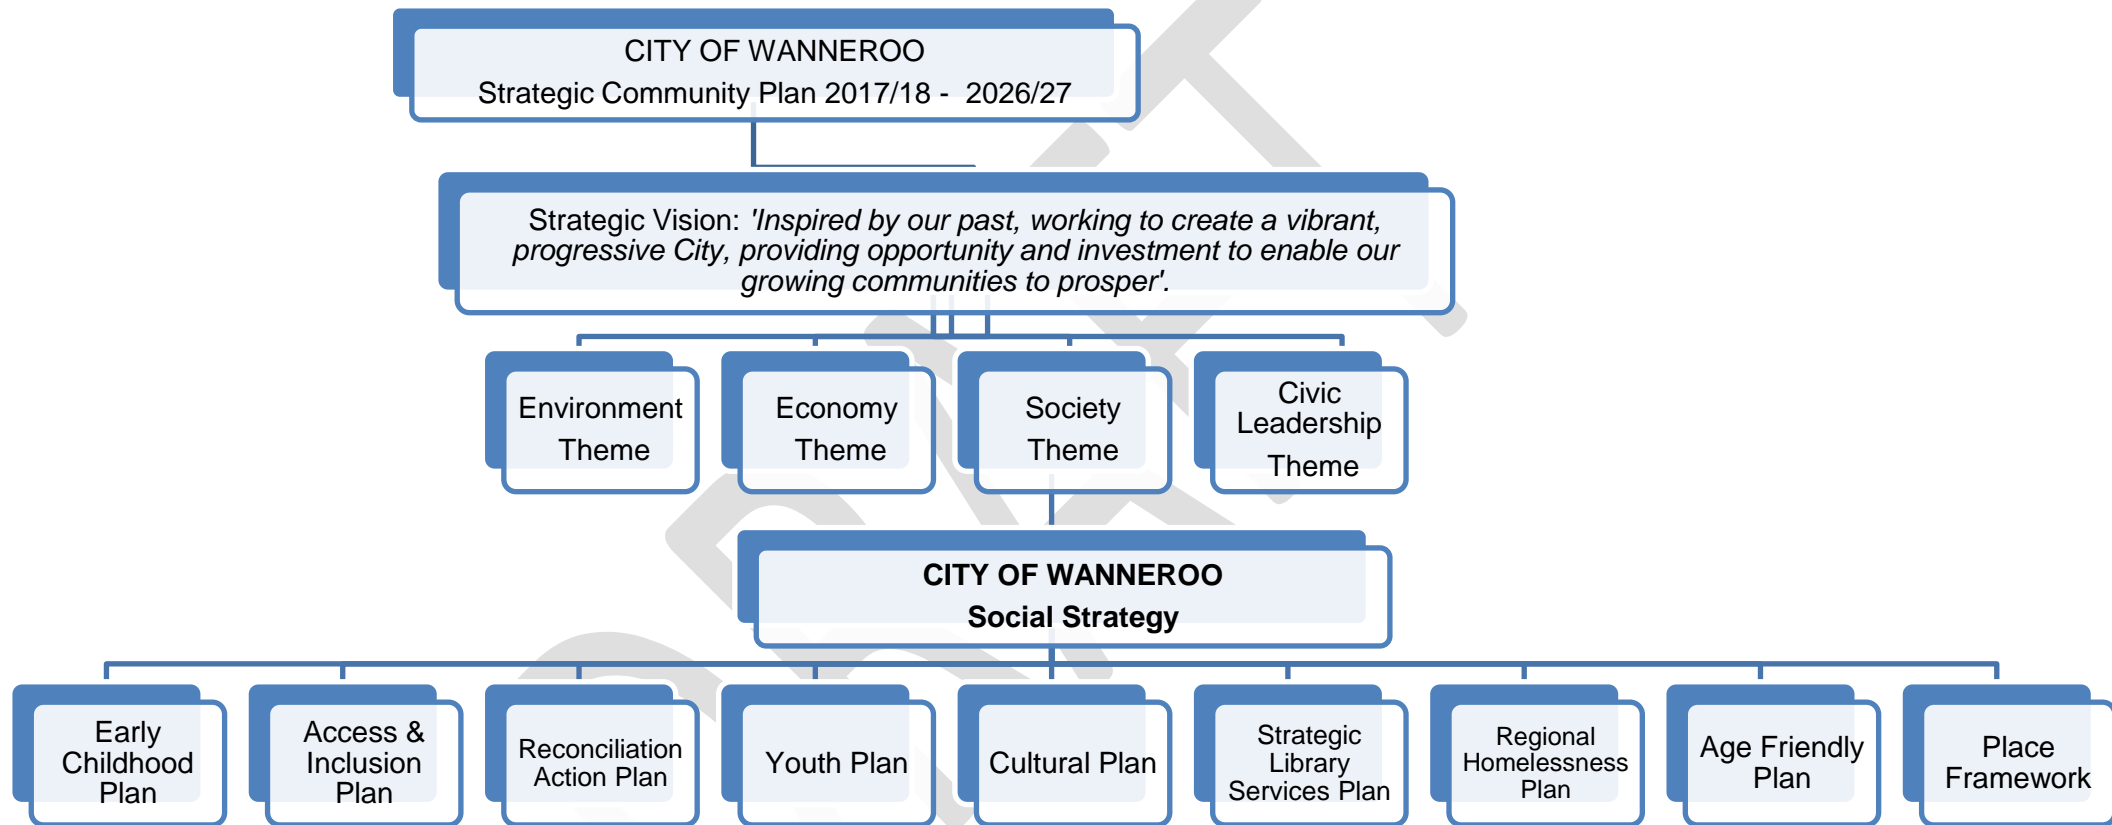 CITY OF WANNEROO
Strategic Community Plan 2017/18 - 2026/27
Strategic Vision: 'Inspired by our past, working to create a vibrant,
progressive City, providing opportunity and investment to enable our
growing communities to prosper'.
Environment
Theme
Economy
Theme
Society
Theme
Civic
Leadership
Theme
CITY OF WANNEROO
Social Strategy
Early
Childhood
Plan
Access &
Inclusion
Plan
Reconciliation
Action Plan
Youth Plan
Cultural Plan
Strategic
Library
Services Plan
Regional
Homelessness
Plan
Age Friendly
Plan
Place
Framework